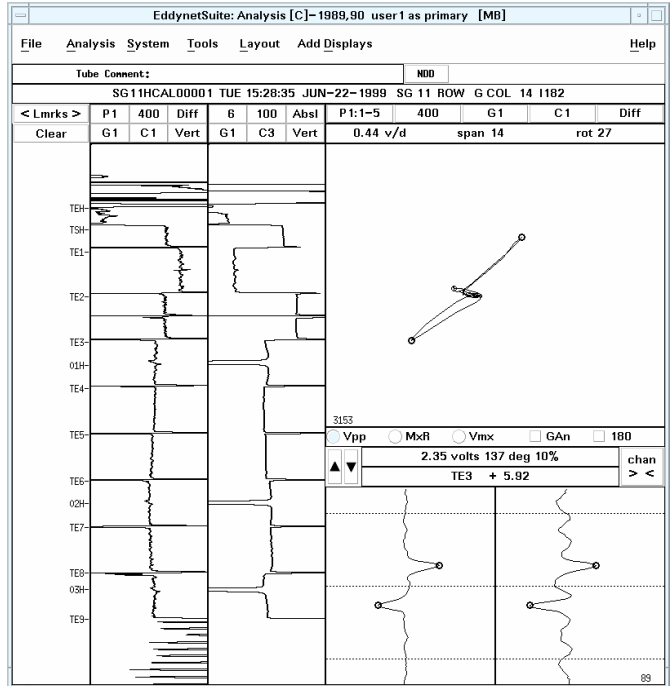 EddynetSuite: Analysis [C]-1989,90 user1 as primary [MB]
File Analysis System Tools Layout Add Displays Help
Tube Comment: NDD
SG11HCAL00001 TUE 15:28:35 JUN-22-1999 SG 11 ROW G COL 14 I182
< Lmrks > P1 400 Diff 6 100 Absl P1:1-5 400 G1 C1 Diff
Clear G1 C1 Vert G1 C3 Vert 0.44 v/d span 14 rot 27
TEH
TSH
TE1
TE2
TE3
01H
TE4
TE5
TE6
02H
TE7
TE8
03H
TE9
3153
Vpp MxR Vmx GAn 180
2.35 volts 137 deg 10% chan
TE3 + 5.92 > <
89